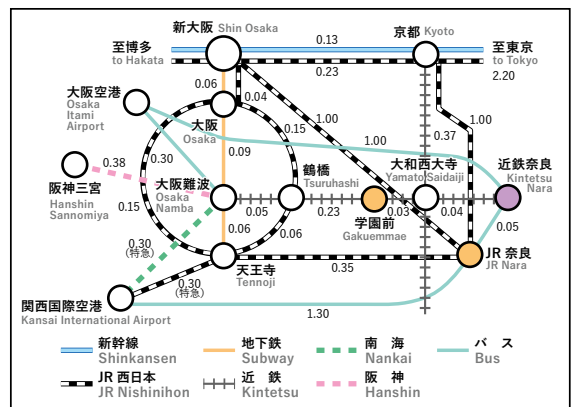 新大阪 Shin Osaka
京都 Kyoto
至博多
to Hakata
0.13
0.23
至東京
to Tokyo
2.20
0.06
0.04
大阪空港
Osaka
Itami
Airport
大阪
Osaka
0.15
1.00
1.00
1.00
0.37
0.30
0.09
0.38
阪神三宮
Hanshin
Sannomiya
大阪難波
Osaka
Namba
鶴橋
Tsuruhashi
大和西大寺
Yamato Saidaiji
近鉄奈良
Kintetsu
Nara
0.15
0.05
0.23
0.03
0.04
学園前
Gakuemmae
0.05
0.06
0.06
0.30
(特急)
天王寺
Tennoji
0.35
JR 奈良
JR Nara
0.30
(特急)
関西国際空港
Kansai International Airport
1.30
新幹線
Shinkansen
地下鉄
Subway
南 海
Nankai
バ ス
Bus
JR 西日本
JR Nishinihon
近 鉄
Kintetsu
阪 神
Hanshin